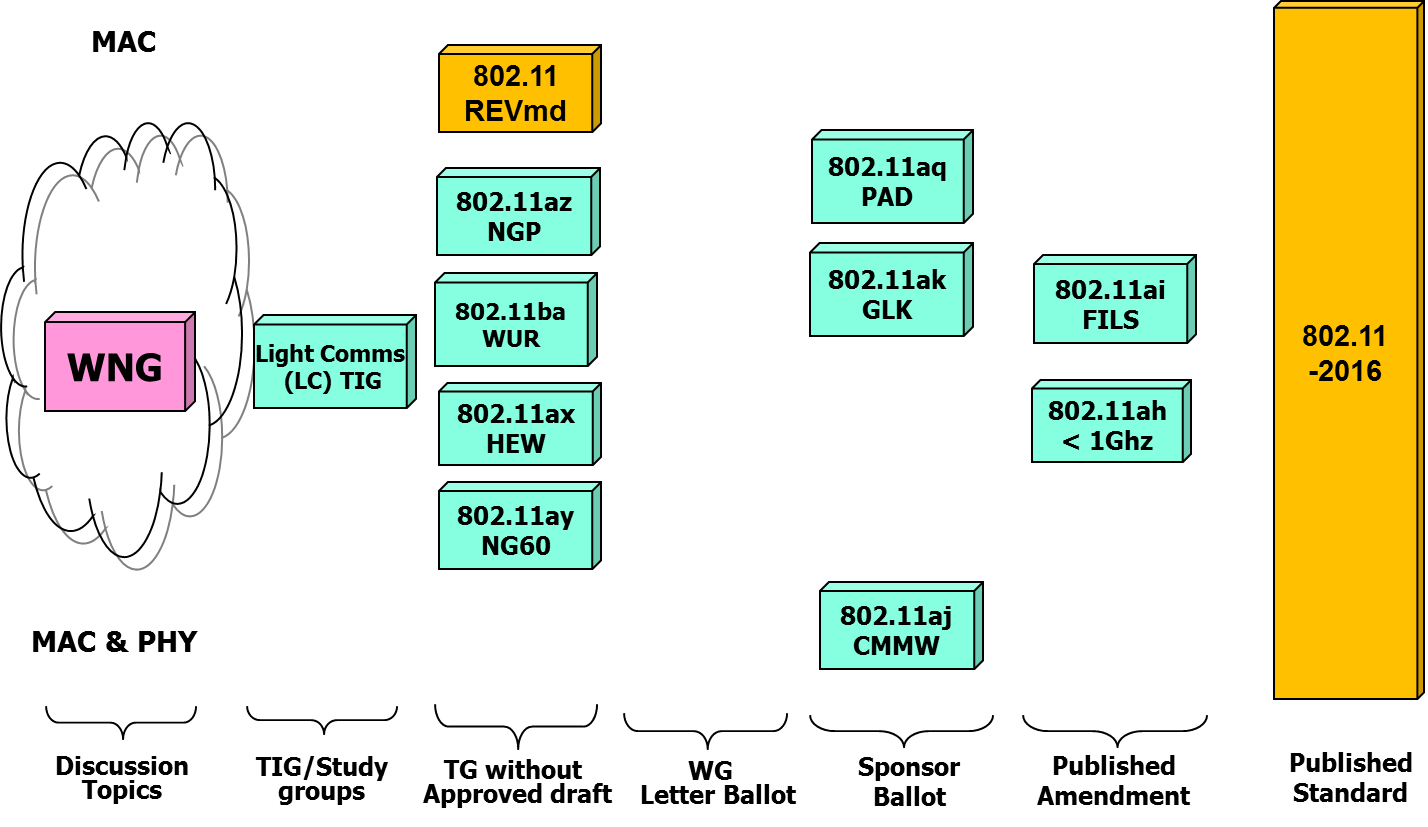 MAC
802.11
REVmd
802.11az
NGP
802.11ba
WUR
802.11ax
HEW
802.11ay
NG60
WNG
Light Comms
(LC) TIG
802.11aq
PAD
802.11ak
GLK
802.11aj
CMMW
802.11ai
FILS
802.11ah
< 1Ghz
802.11
-2016
MAC & PHY
Discussion
Topics
TIG/Study
groups
TG without
Approved draft
WG
Letter Ballot
Sponsor
Ballot
Published
Amendment
Published
Standard